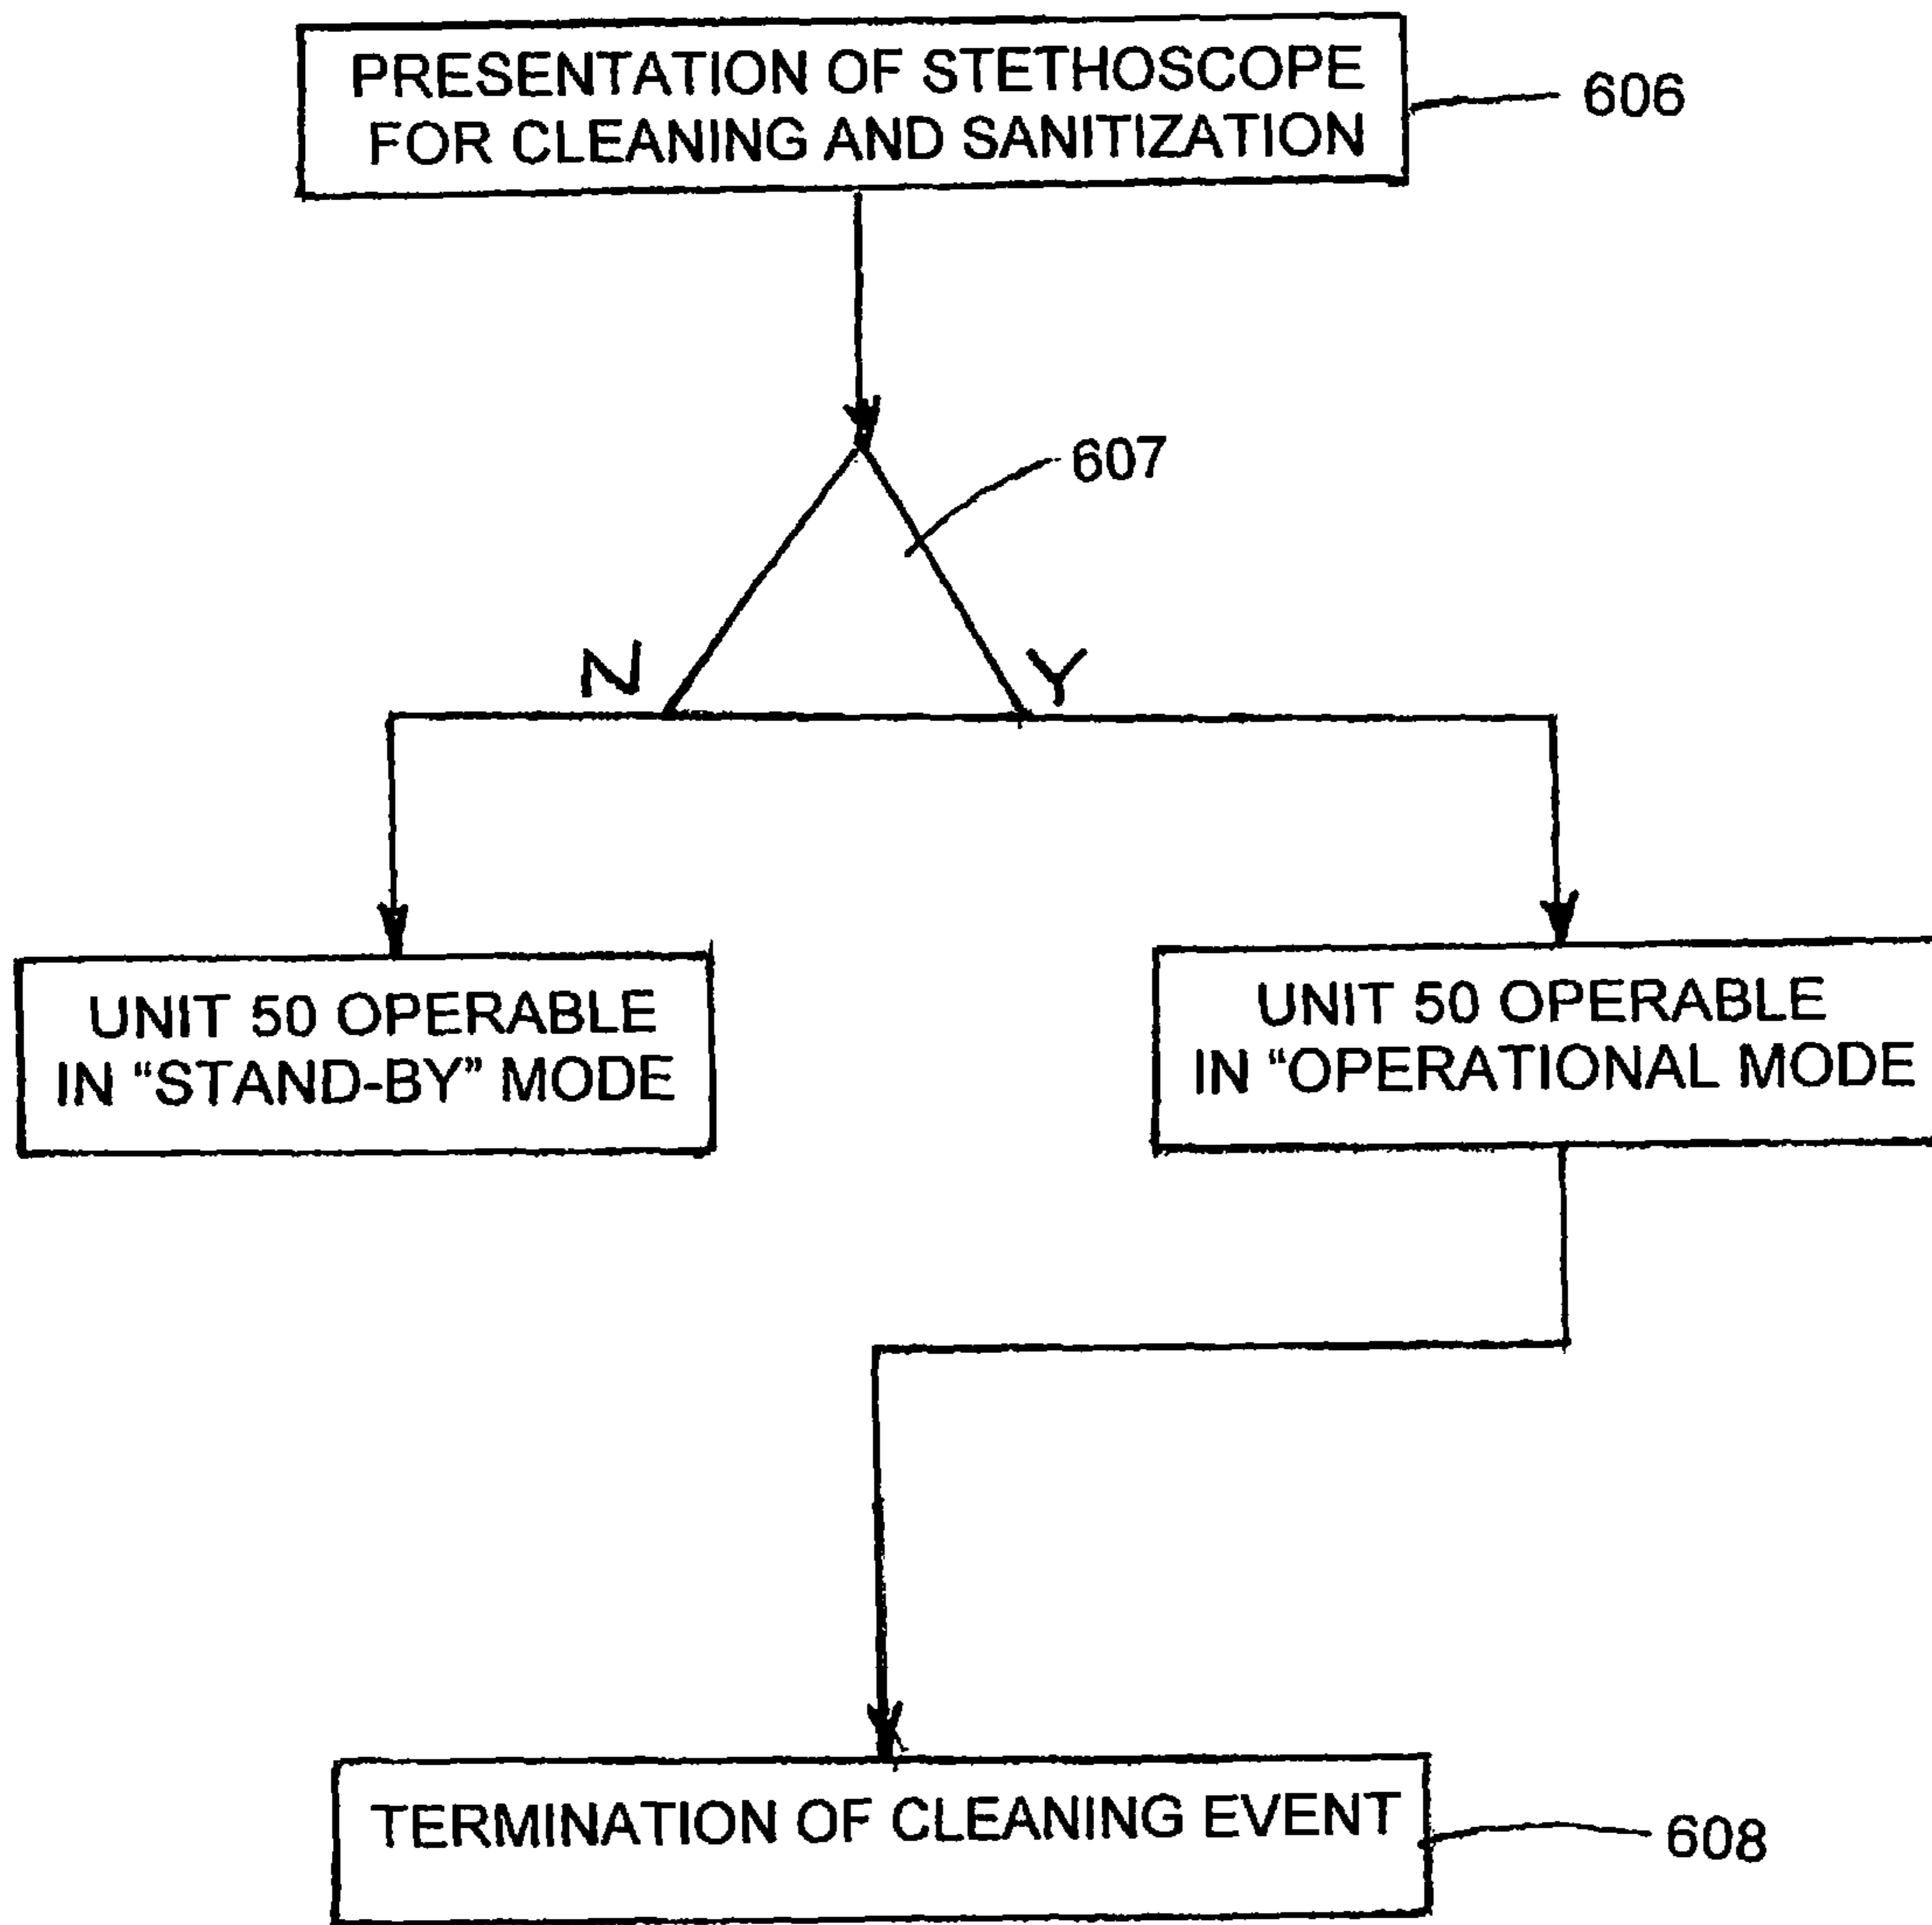 PRESENTATION OF STETHOSCOPE
FOR CLEANING AND SANITIZATION
606
607
N
Y
UNIT 50 OPERABLE
IN “STAND-BY” MODE
UNIT 50 OPERABLE
IN “OPERATIONAL MODE
TERMINATION OF CLEANING EVENT
608